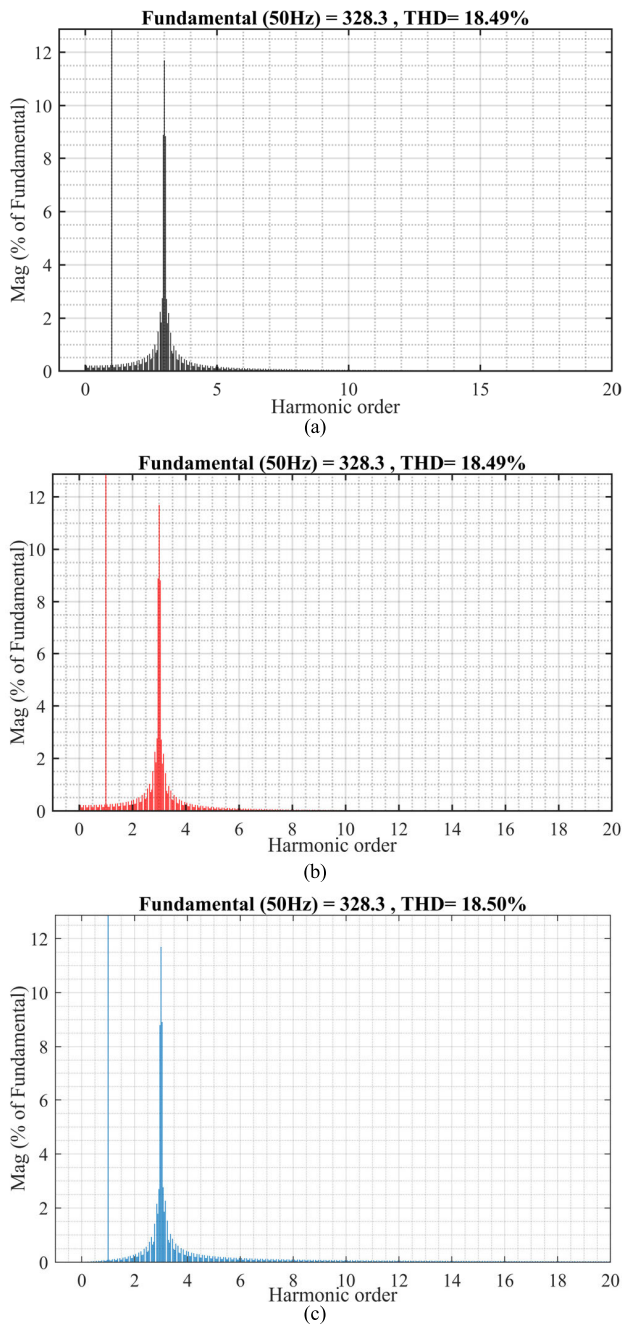 Fundamental (50Hz) = 328.3 , THD= 18.49%
12
10
8
6
4
2
0
Mag (% of Fundamental)
0 5 10 15 20
Harmonic order
(a)
Fundamental (50Hz) = 328.3 , THD= 18.49%
12
10
8
6
4
2
0
Mag (% of Fundamental)
0 2 4 6 8 10 12 14 16 18 20
Harmonic order
(b)
Fundamental (50Hz) = 328.3 , THD= 18.50%
12
10
8
6
4
2
0
Mag (% of Fundamental)
0 2 4 6 8 10 12 14 16 18 20
Harmonic order
(c)